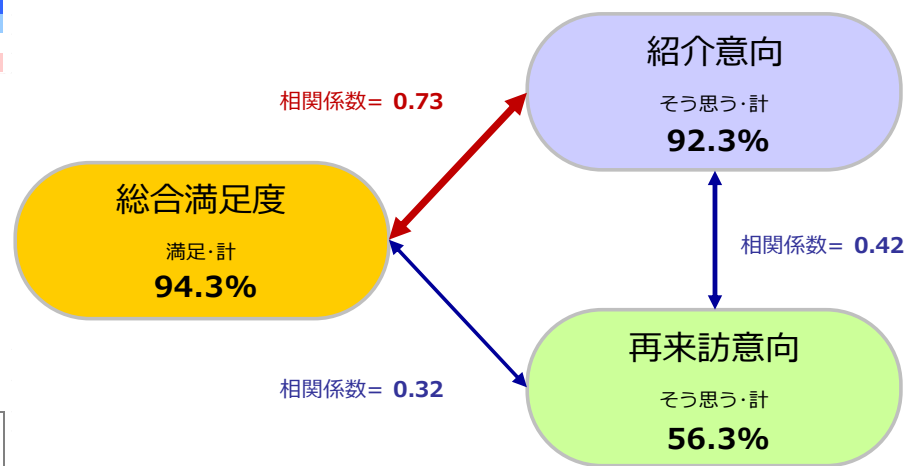 紹介意向
そう思う･計
92.3%
相関係数= 0.73
総合満足度
満足･計
94.3%
相関係数= 0.42
再来訪意向
そう思う･計
56.3%
相関係数= 0.32